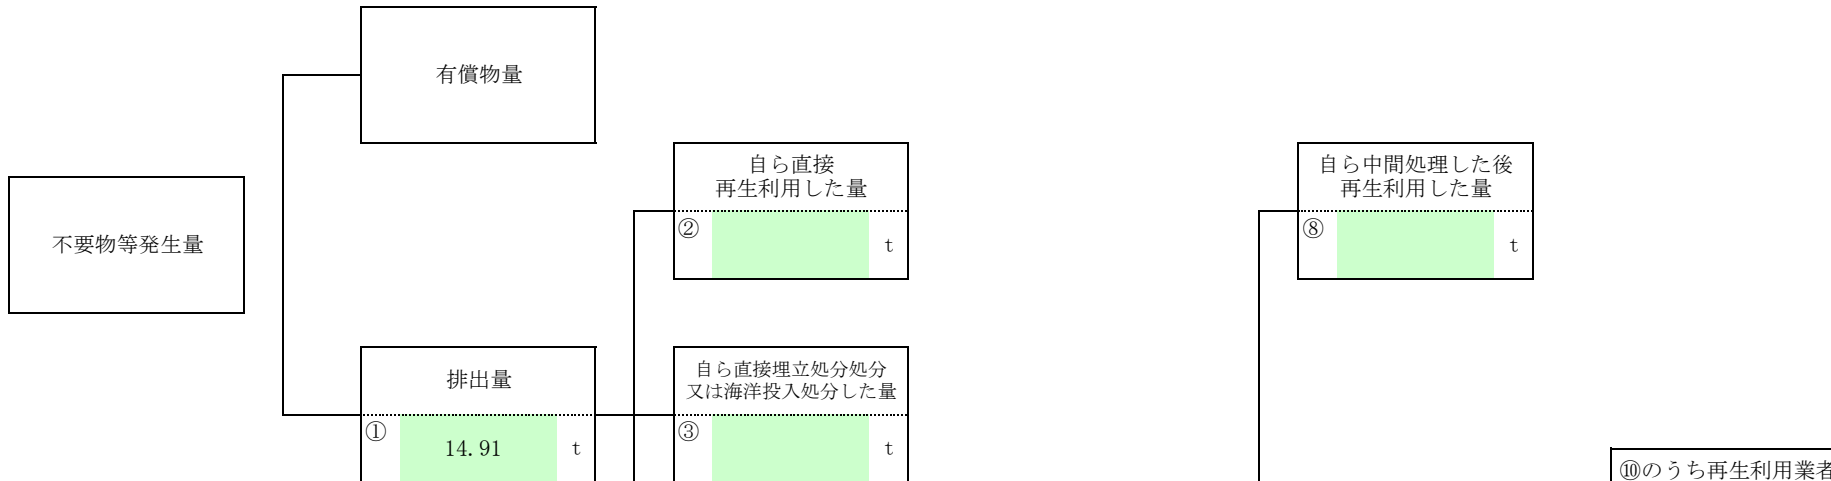 有償物量
自ら直接
再生利用した量
② t
自ら中間処理した後
再生利用した量
⑧ t
不要物等発生量
排出量
① 14.91 t
自ら直接埋立処分処分
又は海洋投入処分した量
③ t
⑩のうち再生利用業者